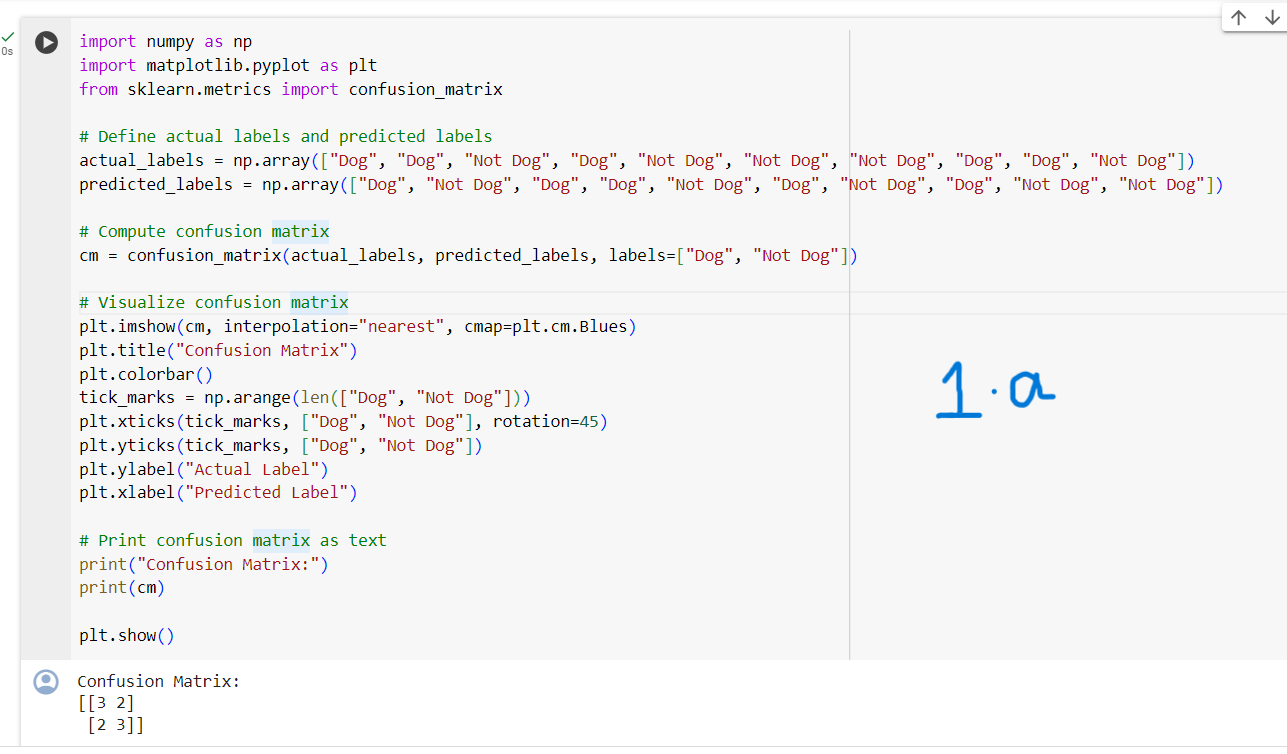 0s
import numpy as np
import matplotlib.pyplot as plt
from sklearn.metrics import confusion_matrix
# Define actual labels and predicted labels
actual_labels = np.array(["Dog", "Dog", "Not Dog", "Dog", "Not Dog", "Not Dog", "Not Dog", "Dog", "Dog", "Not Dog"])
predicted_labels = np.array(["Dog", "Not Dog", "Dog", "Dog", "Not Dog", "Dog", "Not Dog", "Dog", "Not Dog", "Not Dog"])
# Compute confusion matrix
cm = confusion_matrix(actual_labels, predicted_labels, labels=["Dog", "Not Dog"])
# Visualize confusion matrix
plt.imshow(cm, interpolation="nearest", cmap=plt.cm.Blues)
plt.title("Confusion Matrix")
plt.colorbar()
tick_marks = np.arange(len(["Dog", "Not Dog"]))
plt.xticks(tick_marks, ["Dog", "Not Dog"], rotation=45)
plt.yticks(tick_marks, ["Dog", "Not Dog"])
plt.ylabel("Actual Label")
plt.xlabel("Predicted Label")
1.a
# Print confusion matrix as text
print("Confusion Matrix:")
print(cm)
plt.show()
Confusion Matrix:
[[3 2]
 [2 3]]